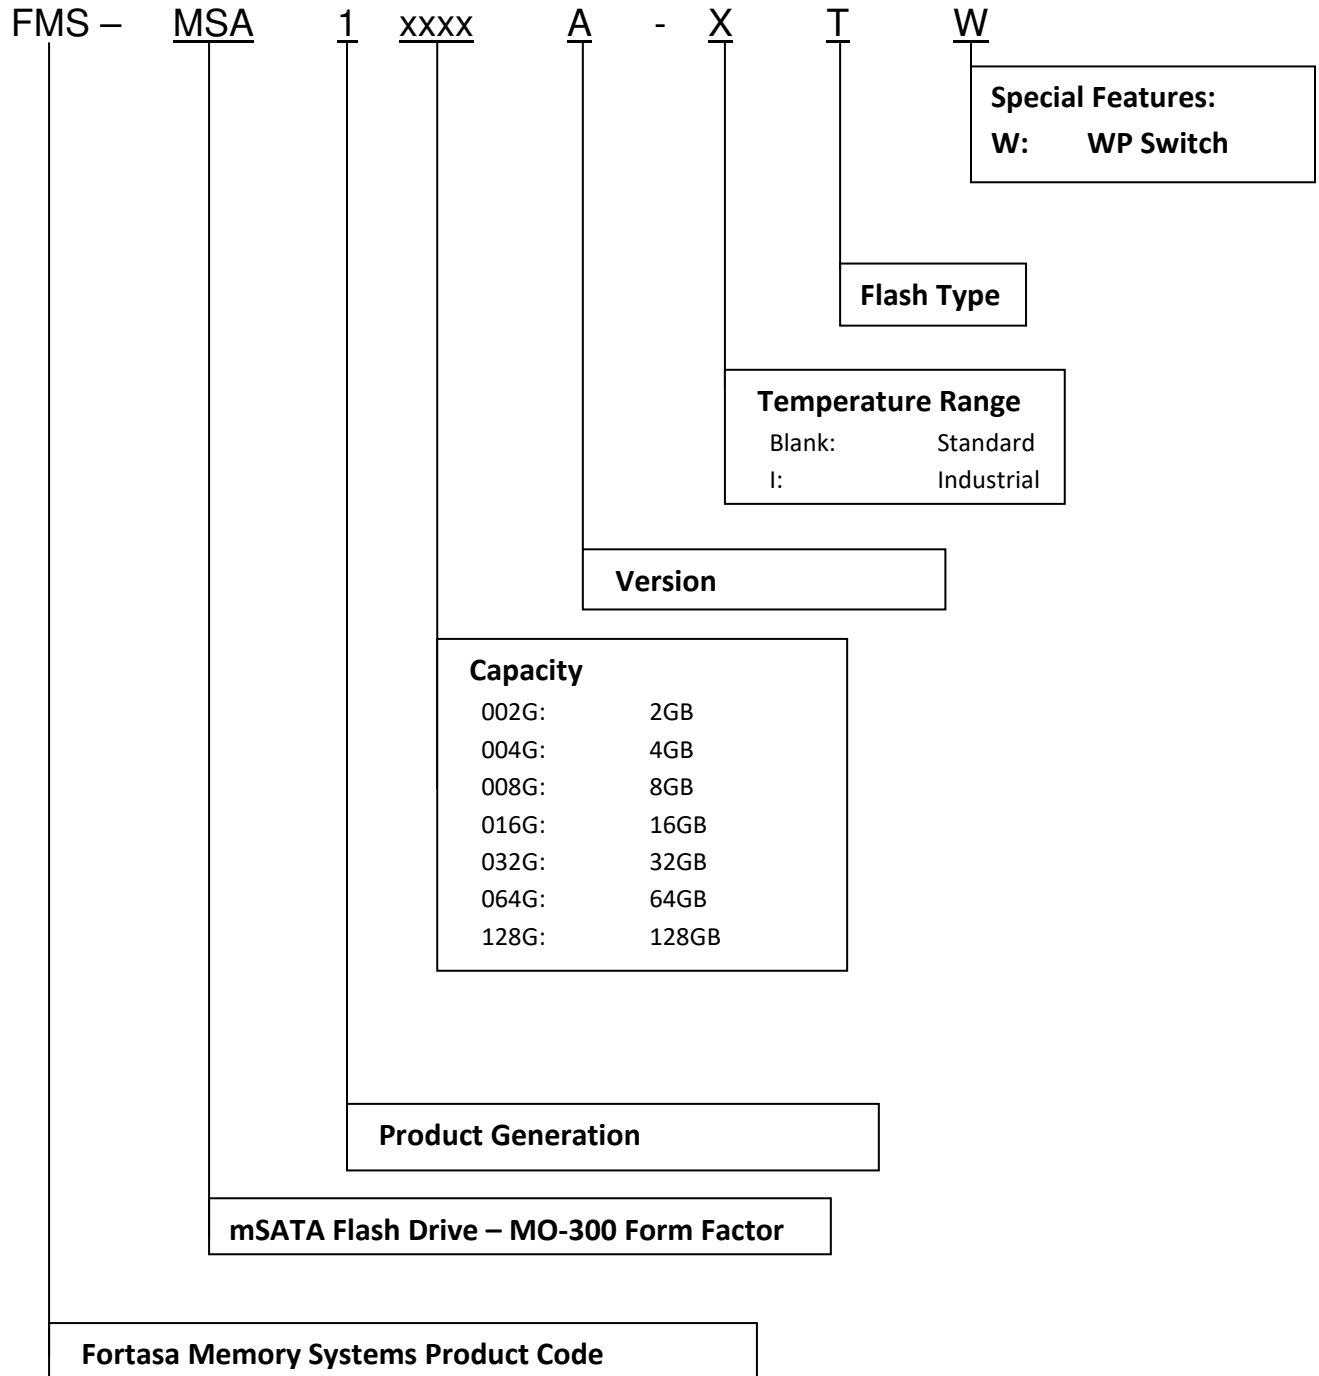 FMS – MSA 1 xxxx A - X T W
Special Features:
W: WP Switch
Flash Type
Temperature Range
Blank: Standard
I: Industrial
Version
Capacity
002G: 2GB
004G: 4GB
008G: 8GB
016G: 16GB
032G: 32GB
064G: 64GB
128G: 128GB
Product Generation
mSATA Flash Drive – MO-300 Form Factor
Fortasa Memory Systems Product Code